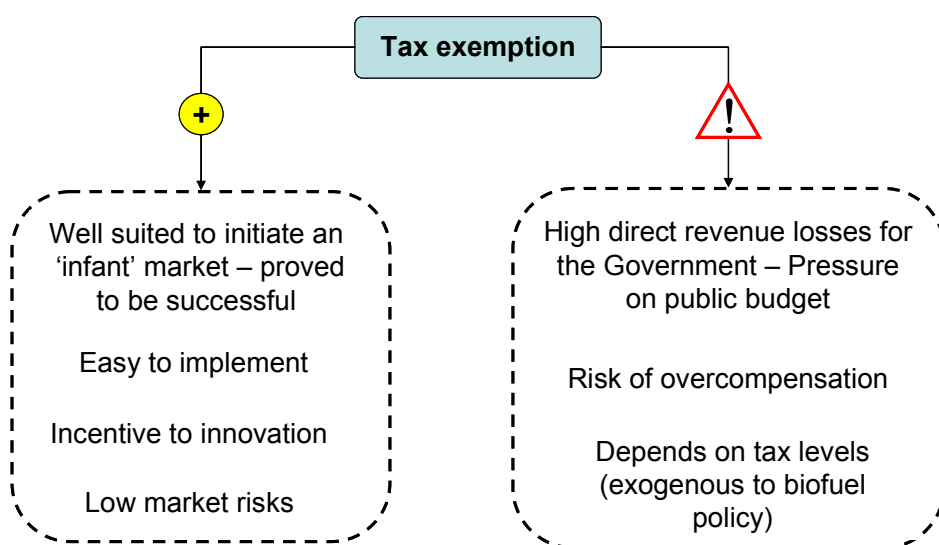 Tax exemption
+
!
Well suited to initiate an
‘infant’ market – proved
to be successful
Easy to implement
Incentive to innovation
Low market risks
High direct revenue losses for
the Government – Pressure
on public budget
Risk of overcompensation
Depends on tax levels
(exogenous to biofuel
policy)